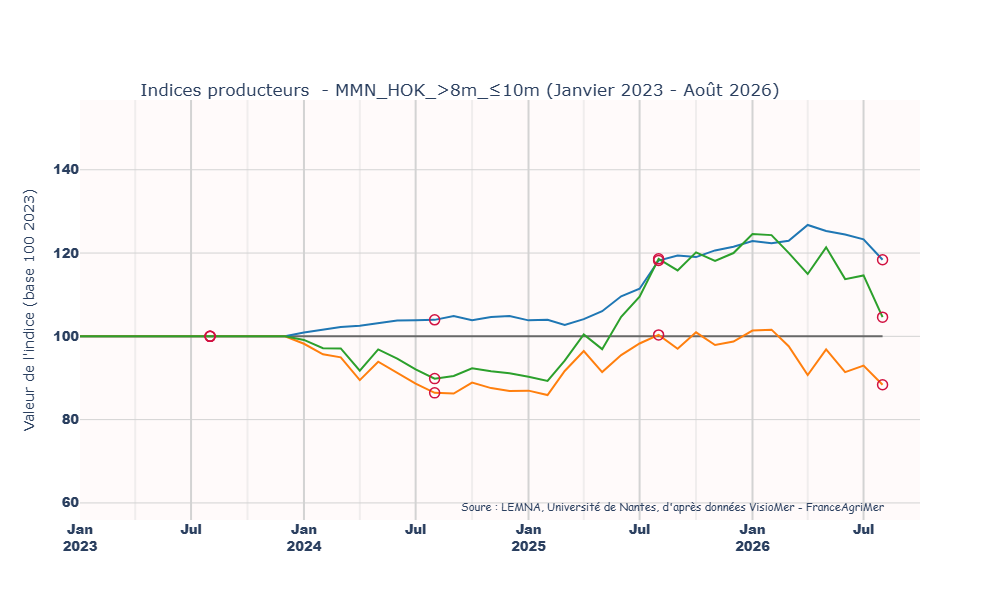 Indices producteurs  - MMN_HOK_>8m_≤10m (Janvier 2023 - Août 2026)
Valeur de l'indice (base 100 2023)
140
120
100
80
60
Soure : LEMNA, Université de Nantes, d'après données VisioMer - FranceAgriMer
Jan Jul Jan Jul Jan Jul Jan Jul
2023 2024 2025 2026